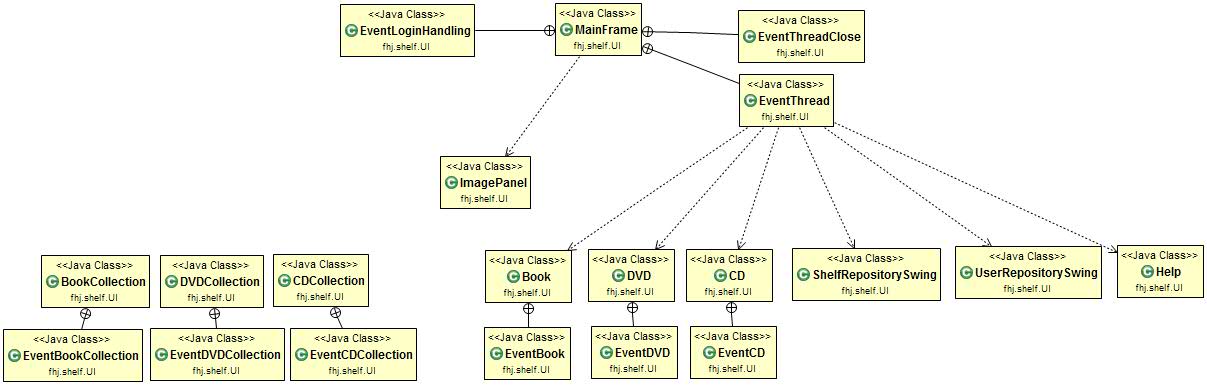 <<Java Class>>
C EventLoginHandling
fhj.shelf.UI
<<Java Class>>
C MainFrame
fhj.shelf.UI
<<Java Class>>
C EventThreadClose
fhj.shelf.UI
<<Java Class>>
C EventThread
fhj.shelf.UI
<<Java Class>>
C ImagePanel
fhj.shelf.UI
<<Java Class>>
C BookCollection
fhj.shelf.UI
<<Java Class>>
C DVDCollection
fhj.shelf.UI
<<Java Class>>
C CDCollection
fhj.shelf.UI
<<Java Class>>
C Book
fhj.shelf.UI
<<Java Class>>
C DVD
fhj.shelf.UI
<<Java Class>>
C CD
fhj.shelf.UI
<<Java Class>>
C ShelfRepositorySwing
fhj.shelf.UI
<<Java Class>>
C UserRepositorySwing
fhj.shelf.UI
<<Java Class>>
C Help
fhj.shelf.UI
<<Java Class>>
C EventBookCollection
fhj.shelf.UI
<<Java Class>>
C EventDVDCollection
fhj.shelf.UI
<<Java Class>>
C EventCDCollection
fhj.shelf.UI
<<Java Class>>
C EventBook
fhj.shelf.UI
<<Java Class>>
C EventDVD
fhj.shelf.UI
<<Java Class>>
C EventCD
fhj.shelf.UI